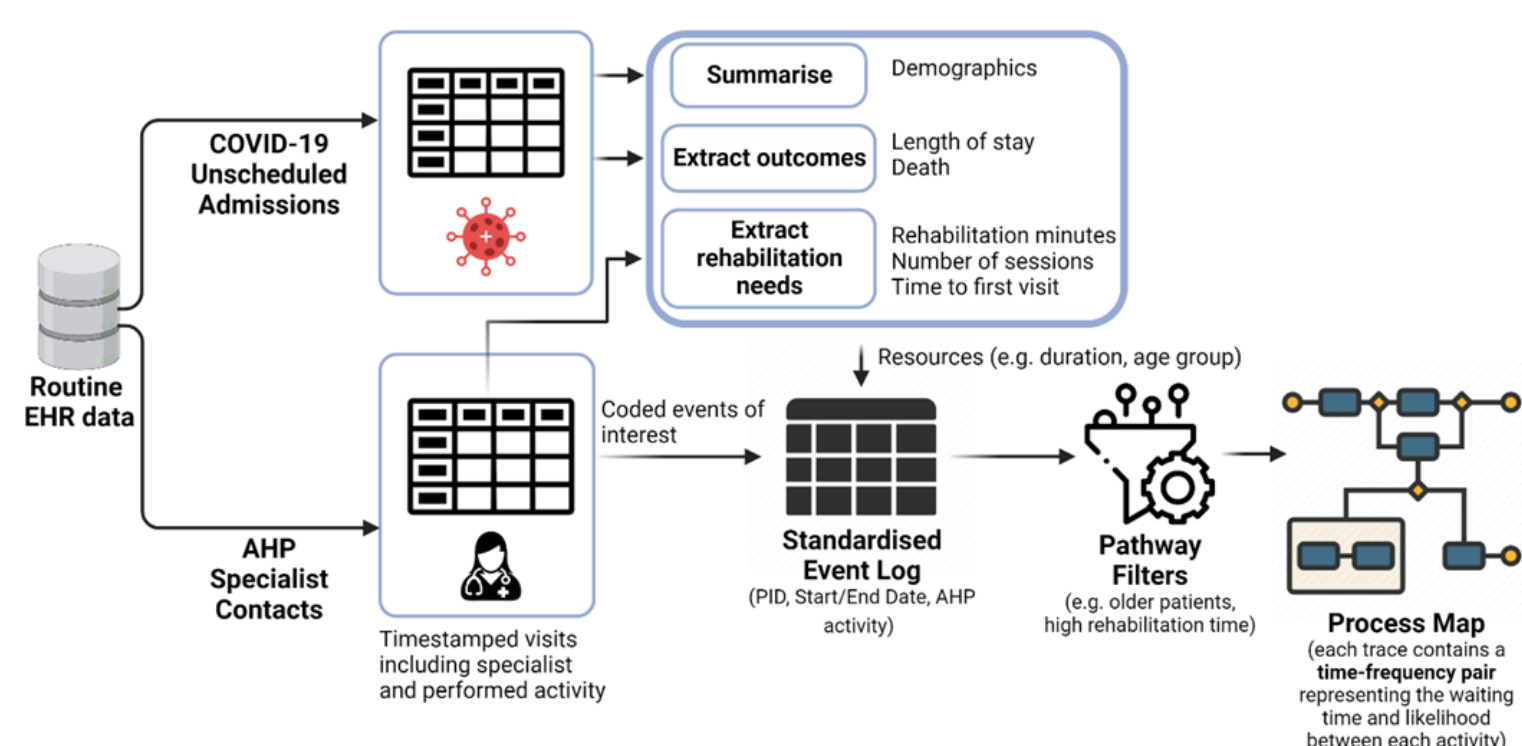 COVID-19
Unscheduled
Admissions
Routine
EHR data
AHP
Specialist
Contacts
Timestamped visits
including specialist
and performed activity
Summarise
Demographics
Extract outcomes
Length of stay
Death
Extract
rehabilitation
needs
Rehabilitation minutes
Number of sessions
Time to first visit
Resources (e.g. duration, age group)
Coded events of
interest
Standardised
Event Log
(PID, Start/End Date, AHP
activity)
Pathway
Filters
(e.g. older patients,
high rehabilitation time)
Process Map
(each trace contains a
time-frequency pair
representing the waiting
time and likelihood
between each activity)